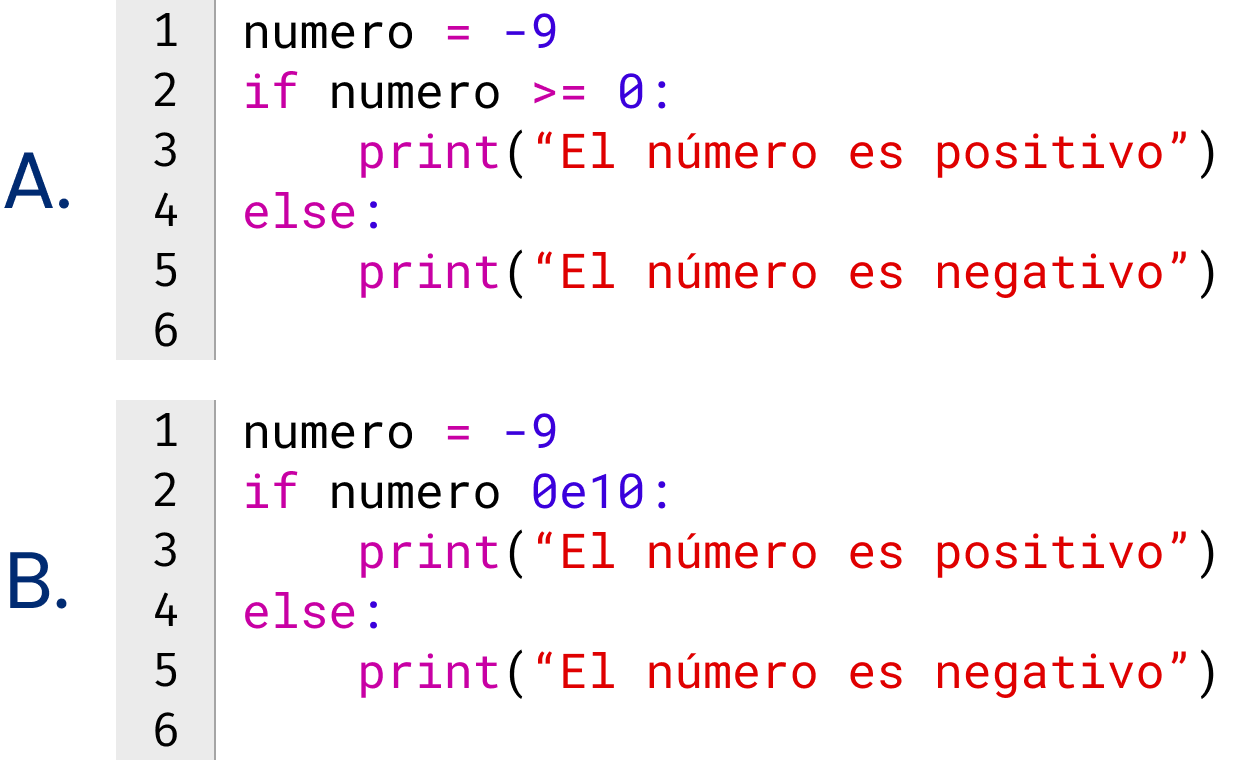 A.
1 numero = -9
2 if numero >= 0:
3     print(“El número es positivo”)
4 else:
5     print(“El número es negativo”)
6
B.
1 numero = -9
2 if numero 0e10:
3     print(“El número es positivo”)
4 else:
5     print(“El número es negativo”)
6